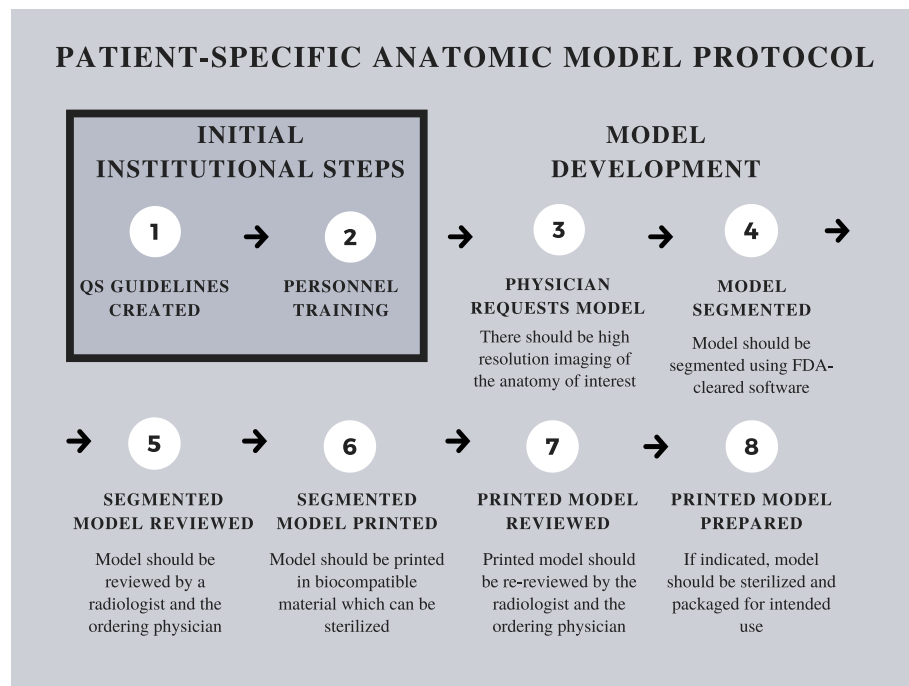 PATIENT-SPECIFIC ANATOMIC MODEL PROTOCOL
INITIAL
INSTITUTIONAL STEPS
1
QS GUIDELINES
CREATED
2
PERSONNEL
TRAINING
MODEL
DEVELOPMENT
3
PHYSICIAN
REQUESTS MODEL
There should be high
resolution imaging of
the anatomy of interest
4
MODEL
SEGMENTED
Model should be
segmented using FDA-
cleared software
5
SEGMENTED
MODEL REVIEWED
Model should be
reviewed by a
radiologist and the
ordering physician
6
SEGMENTED
MODEL PRINTED
Model should be printed
in biocompatible
material which can be
sterilized
7
PRINTED MODEL
REVIEWED
Printed model should
be re-reviewed by the
radiologist and the
ordering physician
8
PRINTED MODEL
PREPARED
If indicated, model
should be sterilized and
packaged for intended
use